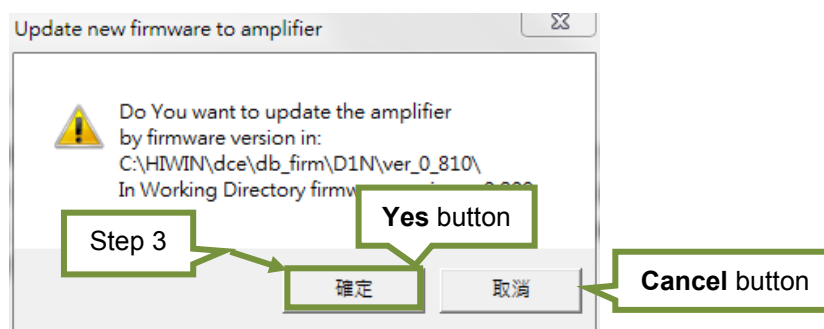 Update new firmware to amplifier
Do You want to update the amplifier
by firmware version in:
C:\HIWIN\dce\db_firm\D1N\ver_0_810\
In Working Directory
Yes button
Step 3
確定
取消
Cancel button